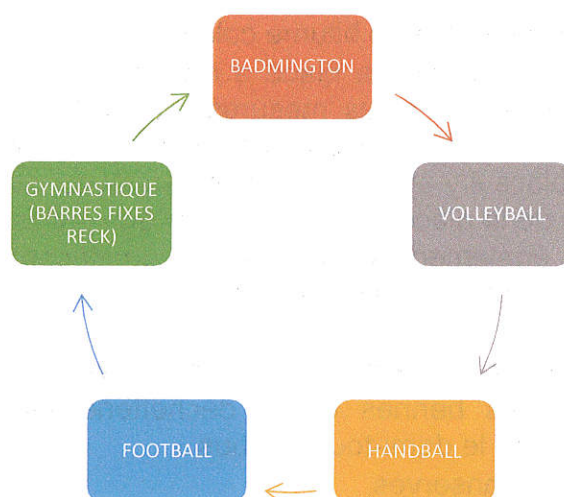 BADMINGTON
VOLLEYBALL
HANDBALL
FOOTBALL
GYMNASTIQUE
(BARRES FIXES
RECK)